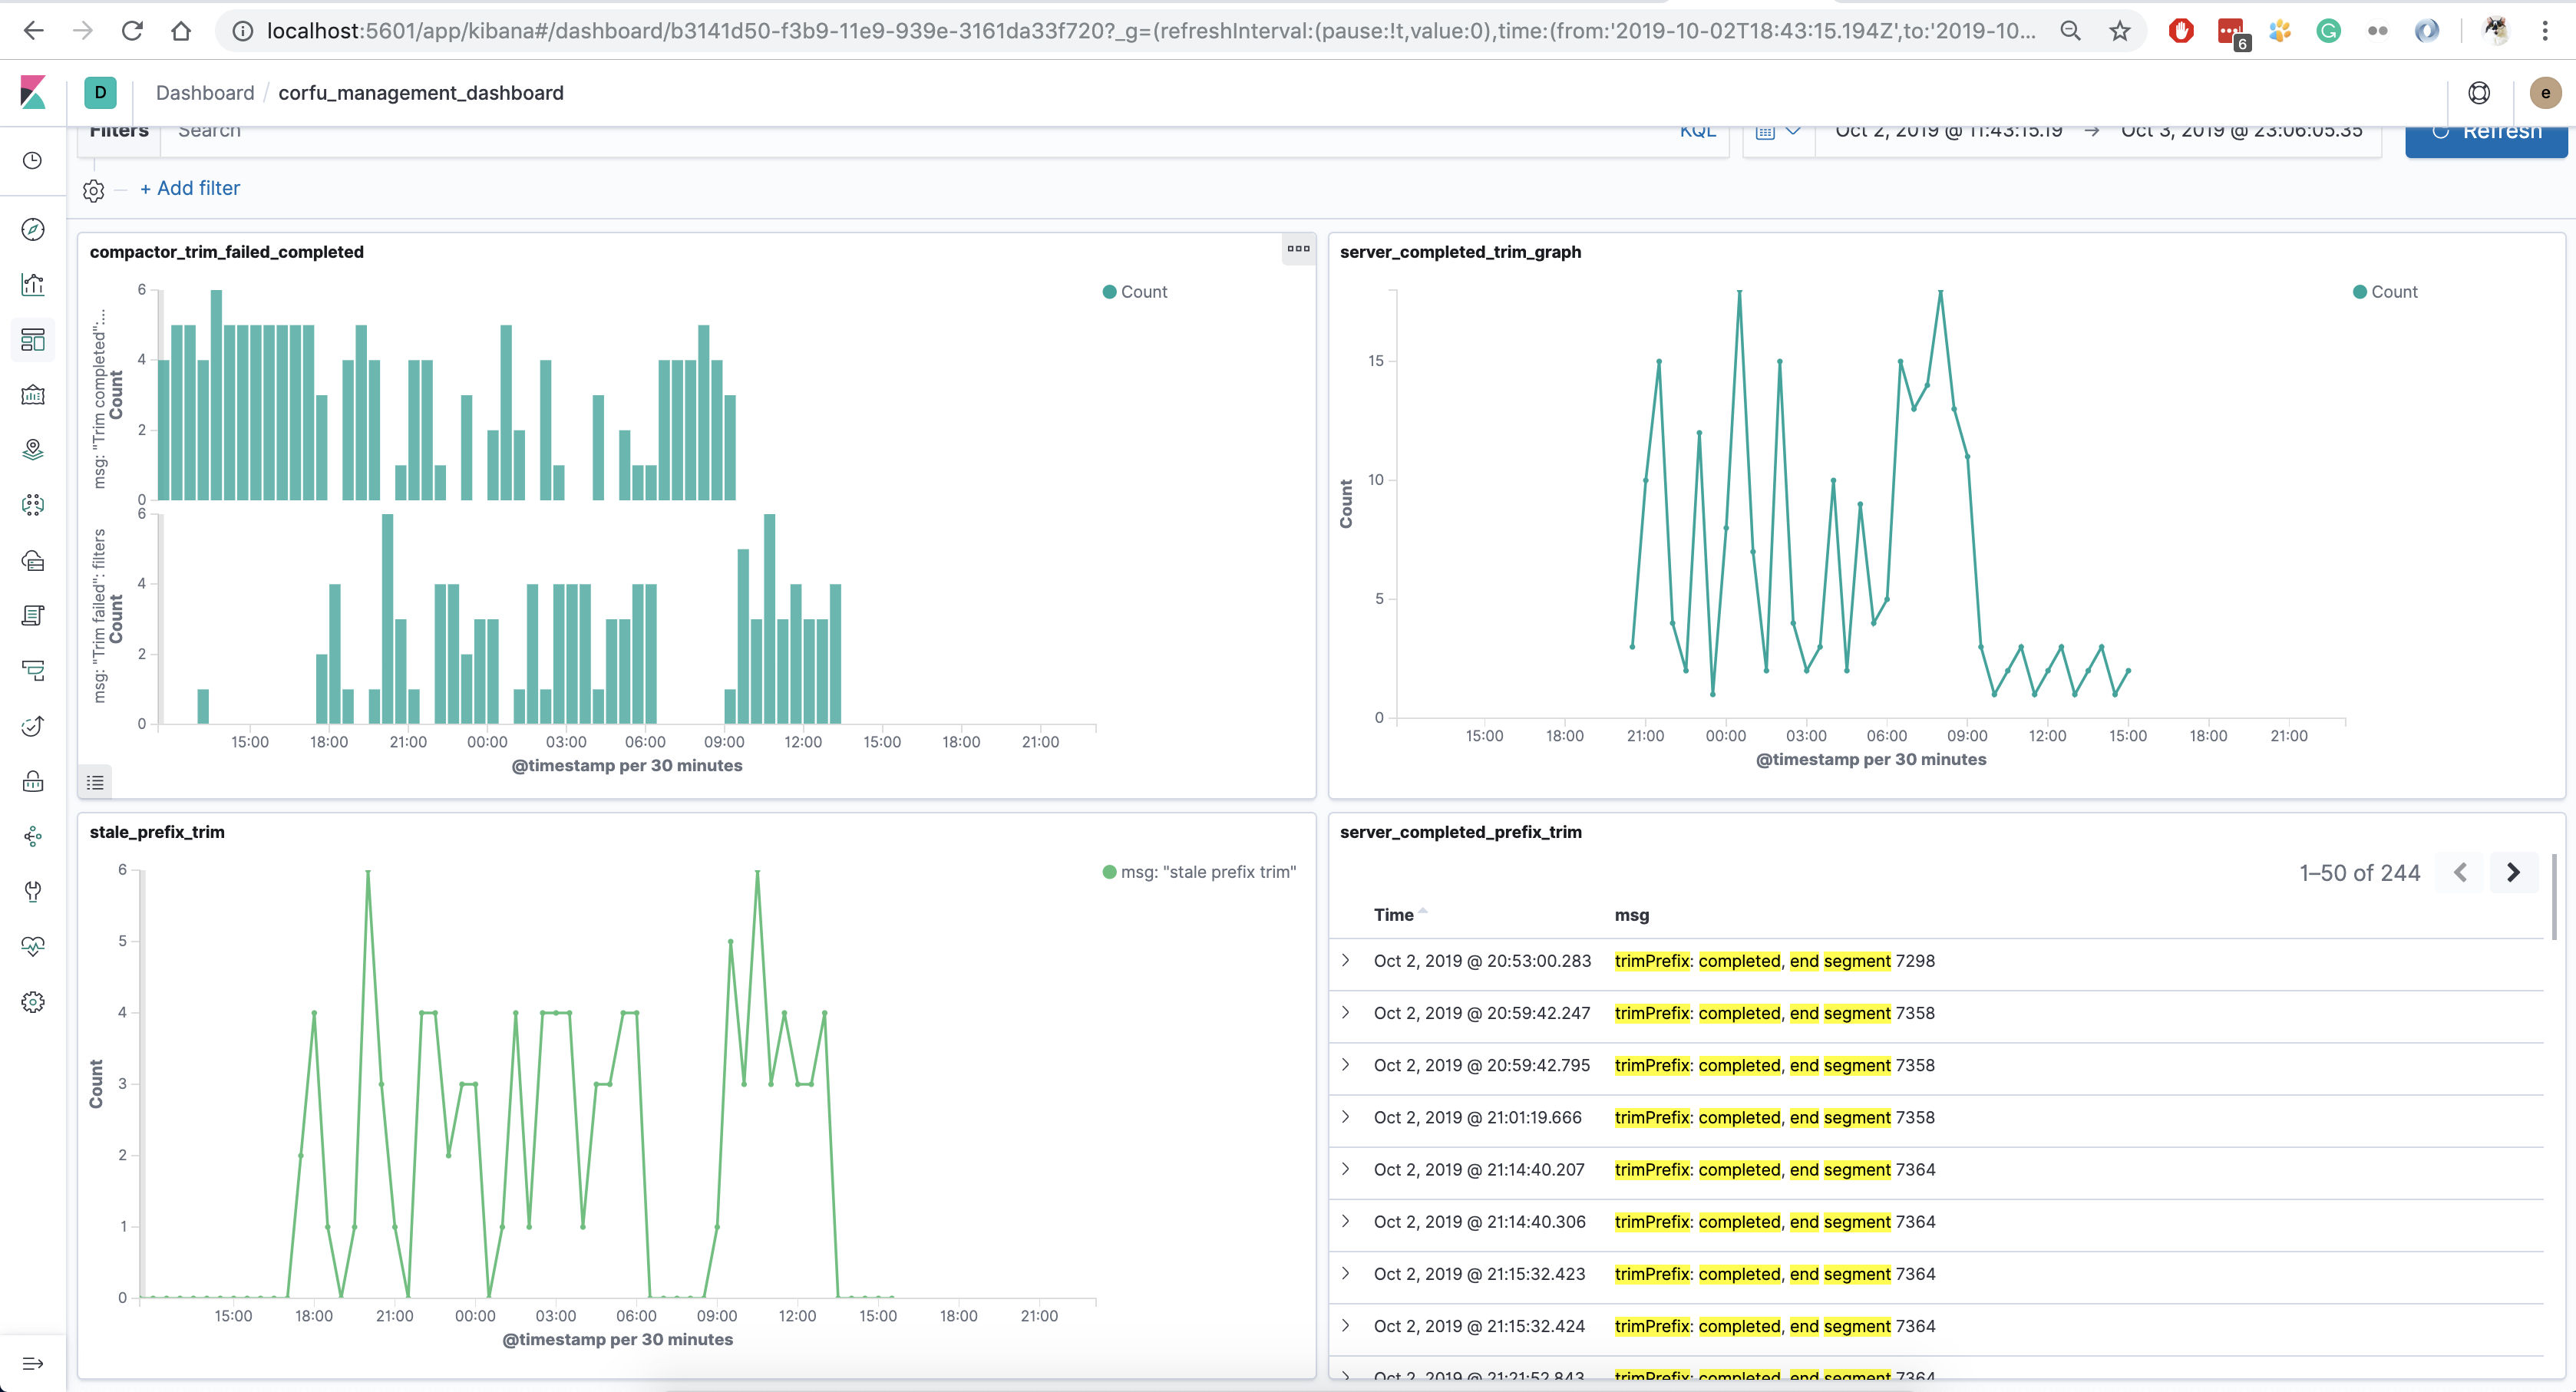 localhost:5601/app/kibana#/dashboard/b3141d50-f3b9-11e9-939e-3161da33f720?_g=(refreshInterval:(pause:!t,value:0),time:(from:'2019-10-02T18:43:15.194Z',to:'2019-10...
6
D Dashboard / corfu_management_dashboard e
Filters Search KQL Oct 2, 2019 @ 11:43:15.19 → Oct 3, 2019 @ 23:06:05.35 Refresh
+ Add filter
compactor_trim_failed_completed
Count
msg: "Trim completed":...
Count
6
4
2
0
msg: "Trim failed": filters
Count
6
4
2
0
15:00 18:00 21:00 00:00 03:00 06:00 09:00 12:00 15:00 18:00 21:00
@timestamp per 30 minutes
server_completed_trim_graph
Count
Count
15
10
5
0
15:00 18:00 21:00 00:00 03:00 06:00 09:00 12:00 15:00 18:00 21:00
@timestamp per 30 minutes
stale_prefix_trim
msg: "stale prefix trim"
Count
6
5
4
3
2
1
0
15:00 18:00 21:00 00:00 03:00 06:00 09:00 12:00 15:00 18:00 21:00
@timestamp per 30 minutes
server_completed_prefix_trim
1–50 of 244
Time msg
Oct 2, 2019 @ 20:53:00.283 trimPrefix: completed, end segment 7298
Oct 2, 2019 @ 20:59:42.247 trimPrefix: completed, end segment 7358
Oct 2, 2019 @ 20:59:42.795 trimPrefix: completed, end segment 7358
Oct 2, 2019 @ 21:01:19.666 trimPrefix: completed, end segment 7358
Oct 2, 2019 @ 21:14:40.207 trimPrefix: completed, end segment 7364
Oct 2, 2019 @ 21:14:40.306 trimPrefix: completed, end segment 7364
Oct 2, 2019 @ 21:15:32.423 trimPrefix: completed, end segment 7364
Oct 2, 2019 @ 21:15:32.424 trimPrefix: completed, end segment 7364
Oct 2, 2019 @ 21:21:52.843 trimPrefix: completed, end segment 7364